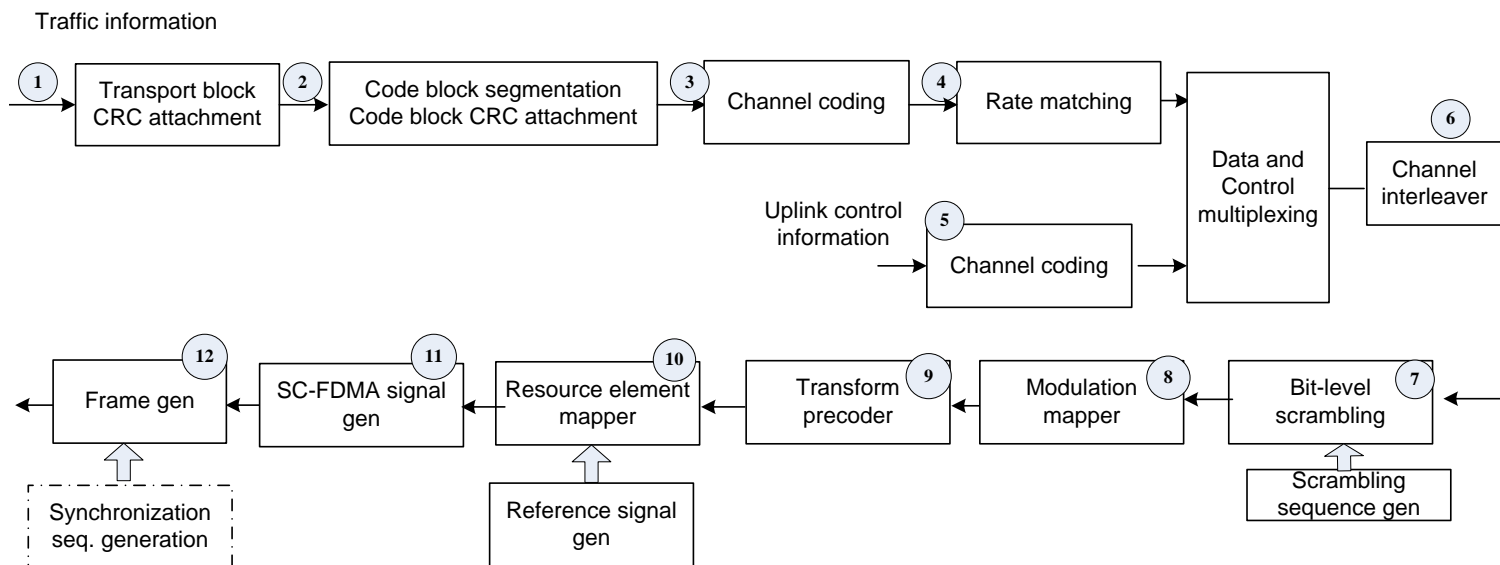 Traffic information
1
Transport block
CRC attachment
2
Code block segmentation
Code block CRC attachment
3
Channel coding
4
Rate matching
Data and
Control
multiplexing
6
Channel
interleaver
Uplink control
information
5
Channel coding
12
Frame gen
11
SC-FDMA signal
gen
10
Resource element
mapper
9
Transform
precoder
8
Modulation
mapper
7
Bit-level
scrambling
Synchronization
seq. generation
Reference signal
gen
Scrambling
sequence gen